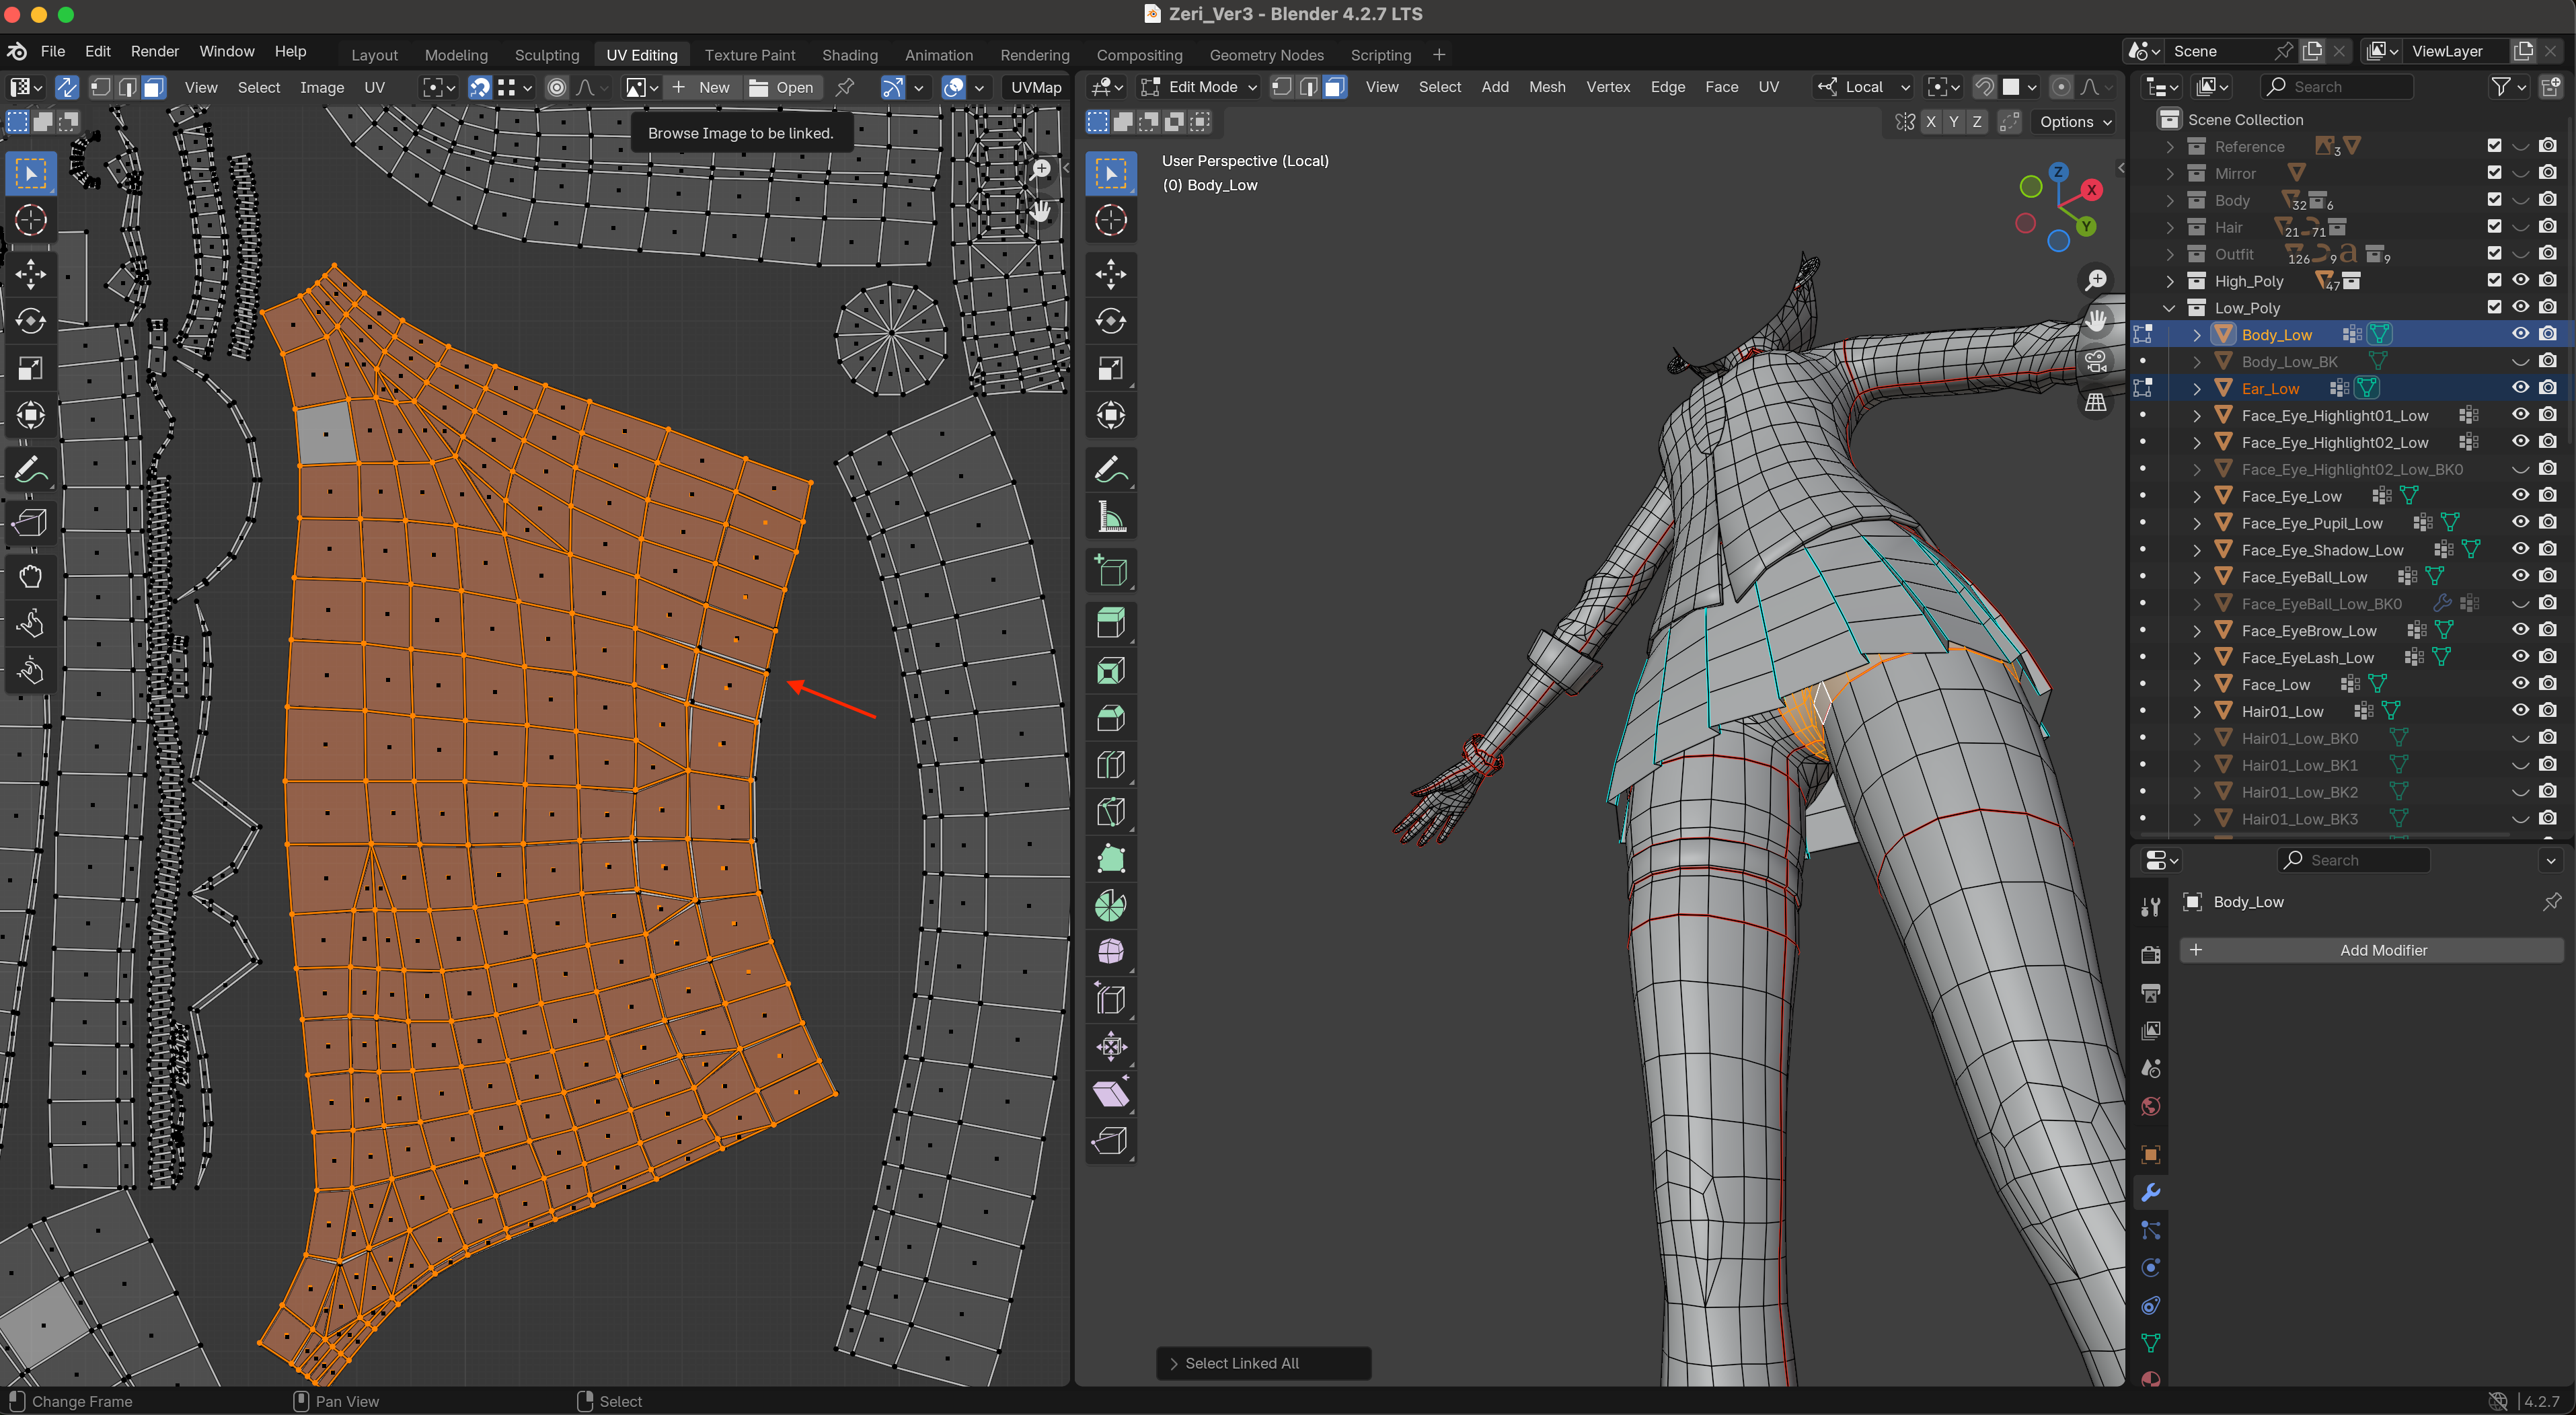 Zeri_Ver3 - Blender 4.2.7 LTS
File Edit Render Window Help Layout Modeling Sculpting UV Editing Texture Paint Shading Animation Rendering Compositing Geometry Nodes Scripting + Scene ViewLayer
View Select Image UV New Open UVMap
Edit Mode View Select Add Mesh Vertex Edge Face UV Local
Search
Browse Image to be linked.
X Y Z Options
User Perspective (Local)
(0) Body_Low
Z
X
Y
Scene Collection
Reference 3
Mirror
Body 32 6
Hair 21 71
Outfit 126 9 a 9
High_Poly 47
Low_Poly
Body_Low
Body_Low_BK
Ear_Low
Face_Eye_Highlight01_Low
Face_Eye_Highlight02_Low
Face_Eye_Highlight02_Low_BK0
Face_Eye_Low
Face_Eye_Pupil_Low
Face_Eye_Shadow_Low
Face_EyeBall_Low
Face_EyeBall_Low_BK0
Face_EyeBrow_Low
Face_EyeLash_Low
Face_Low
Hair01_Low
Hair01_Low_BK0
Hair01_Low_BK1
Hair01_Low_BK2
Hair01_Low_BK3
Search
Body_Low
+ Add Modifier
Select Linked All
Change Frame Pan View Select 4.2.7